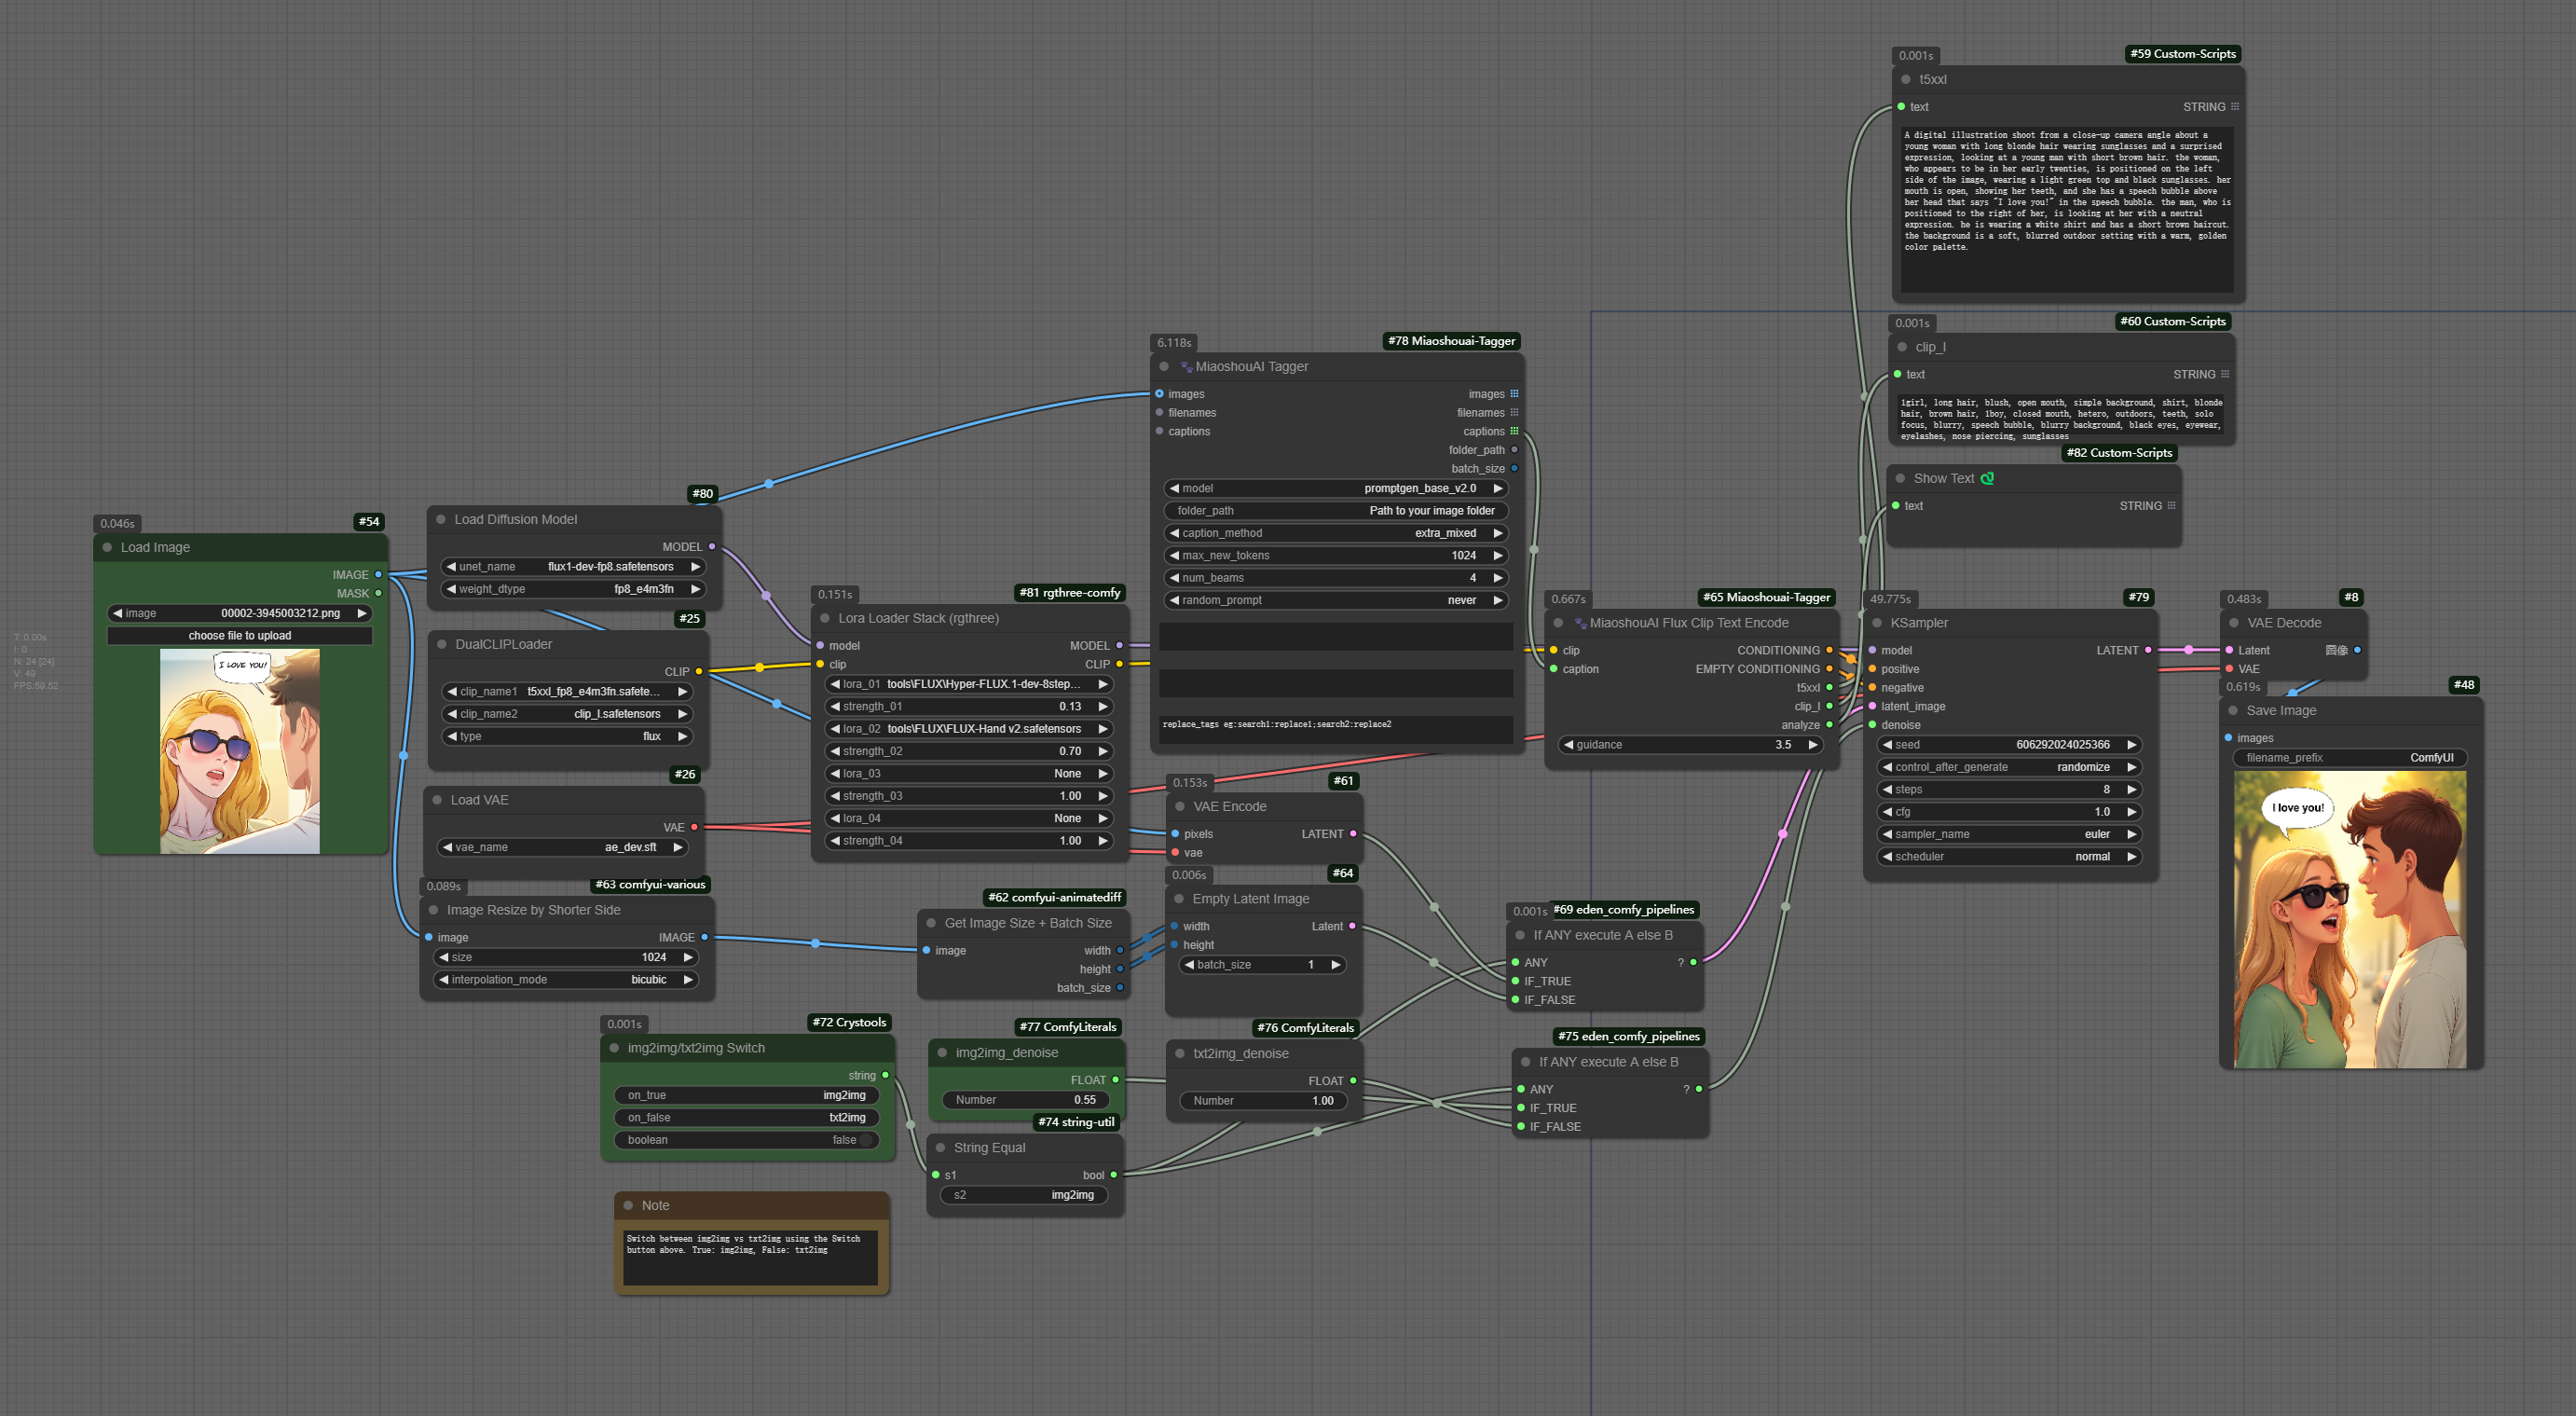 0.001s
#59 Custom-Scripts
t5xxl
text
STRING
A digital illustration shoot from a close-up camera angle about a
young woman with long blonde hair wearing sunglasses and a surprised
expression, looking at a young man with short brown hair. the woman,
who appears to be in her early twenties, is positioned on the left
side of the image, wearing a light green top and black sunglasses. her
mouth is open, showing her teeth, and she has a speech bubble above
her head that says "I love you!" in the speech bubble. the man, who is
positioned to the right of her, is looking at her with a neutral
expression. he is wearing a white shirt and has a short brown haircut.
the background is a soft, blurred outdoor setting with a warm, golden
color palette.
0.001s
#60 Custom-Scripts
clip_l
text
STRING
1girl, long hair, blush, open mouth, simple background, shirt, blonde
hair, brown hair, 1boy, closed mouth, hetero, outdoors, teeth, solo
focus, blurry, speech bubble, blurry background, black eyes, eyewear,
eyelashes, nose piercing, sunglasses
#82 Custom-Scripts
Show Text
text
STRING
6.118s
#78 Miaoshouai-Tagger
MiaoshouAI Tagger
images
images
filenames
filenames
captions
captions
folder_path
batch_size
model promptgen_base_v2.0
folder_path Path to your image folder
caption_method extra_mixed
max_new_tokens 1024
num_beams 4
random_prompt never
replace_tags eg:search1:replace1;search2:replace2
0.046s
#54
Load Image
IMAGE
MASK
image 00002-3945003212.png
choose file to upload
I LOVE YOU!
T: 0.00s
I: 0
N: 24 [24]
V: 49
FPS:59.52
#80
Load Diffusion Model
MODEL
unet_name flux1-dev-fp8.safetensors
weight_dtype fp8_e4m3fn
#25
DualCLIPLoader
CLIP
clip_name1 t5xxl_fp8_e4m3fn.safete...
clip_name2 clip_l.safetensors
type flux
#26
Load VAE
VAE
vae_name ae_dev.sft
0.089s
#63 comfyui-various
Image Resize by Shorter Side
image
IMAGE
size 1024
interpolation_mode bicubic
0.151s
#81 rgthree-comfy
Lora Loader Stack (rgthree)
model
MODEL
clip
CLIP
lora_01 tools\FLUX\Hyper-FLUX.1-dev-8step...
strength_01 0.13
lora_02 tools\FLUX\FLUX-Hand v2.safetensors
strength_02 0.70
lora_03 None
strength_03 1.00
lora_04 None
strength_04 1.00
#62 comfyui-animatediff
Get Image Size + Batch Size
image
width
height
batch_size
0.153s
#61
VAE Encode
pixels
LATENT
vae
0.006s
#64
Empty Latent Image
width
Latent
height
batch_size 1
0.001s
#72 Crystools
img2img/txt2img Switch
string
on_true img2img
on_false txt2img
boolean false
#77 ComfyLiterals
img2img_denoise
FLOAT
Number 0.55
#76 ComfyLiterals
txt2img_denoise
FLOAT
Number 1.00
#74 string-util
String Equal
s1
bool
s2 img2img
Note
Switch between img2img vs txt2img using the Switch
button above. True: img2img, False: txt2img
0.001s
#69 eden_comfy_pipelines
If ANY execute A else B
ANY
?
IF_TRUE
IF_FALSE
#75 eden_comfy_pipelines
If ANY execute A else B
ANY
?
IF_TRUE
IF_FALSE
0.667s
#65 Miaoshouai-Tagger
MiaoshouAI Flux Clip Text Encode
clip
CONDITIONING
caption
EMPTY CONDITIONING
t5xxl
clip_l
analyze
guidance 3.5
49.775s
#79
KSampler
model
LATENT
positive
negative
latent_image
denoise
seed 606292024025366
control_after_generate randomize
steps 8
cfg 1.0
sampler_name euler
scheduler normal
0.483s
#8
VAE Decode
Latent
圖像
VAE
0.619s
#48
Save Image
images
filename_prefix ComfyUI
I love you!